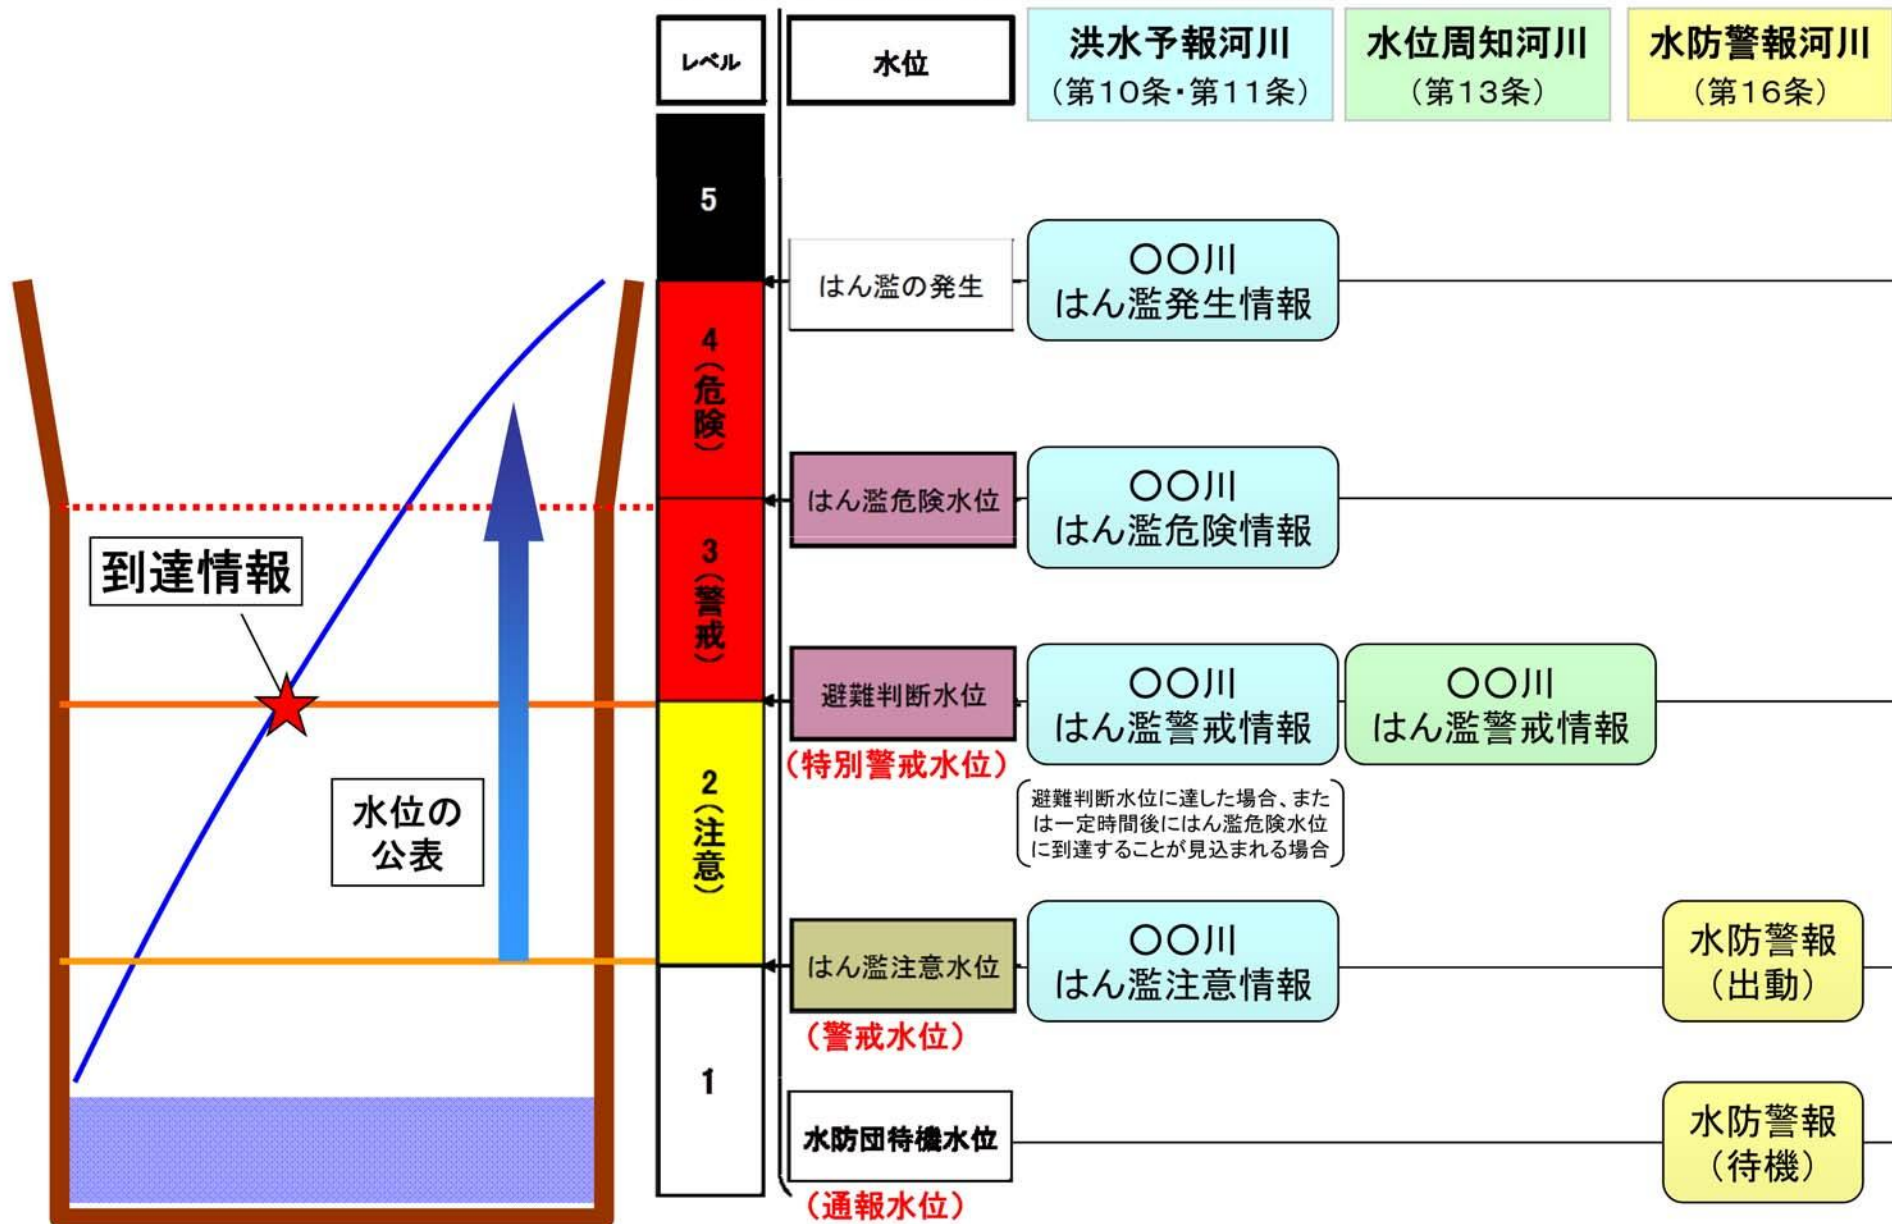 レベル
水位
洪水予報河川
（第10条・第11条）
水位周知河川
（第13条）
水防警報河川
（第16条）
5
はん濫の発生
〇〇川
はん濫発生情報
4（危険）
はん濫危険水位
〇〇川
はん濫危険情報
到達情報
3（警戒）
避難判断水位
（特別警戒水位）
〇〇川
はん濫警戒情報
〇〇川
はん濫警戒情報
避難判断水位に達した場合、また
は一定時間後にはん濫危険水位
に到達することが見込まれる場合
水位の
公表
2（注意）
はん濫注意水位
（警戒水位）
〇〇川
はん濫注意情報
水防警報
（出動）
1
水防団待機水位
（通報水位）
水防警報
（待機）